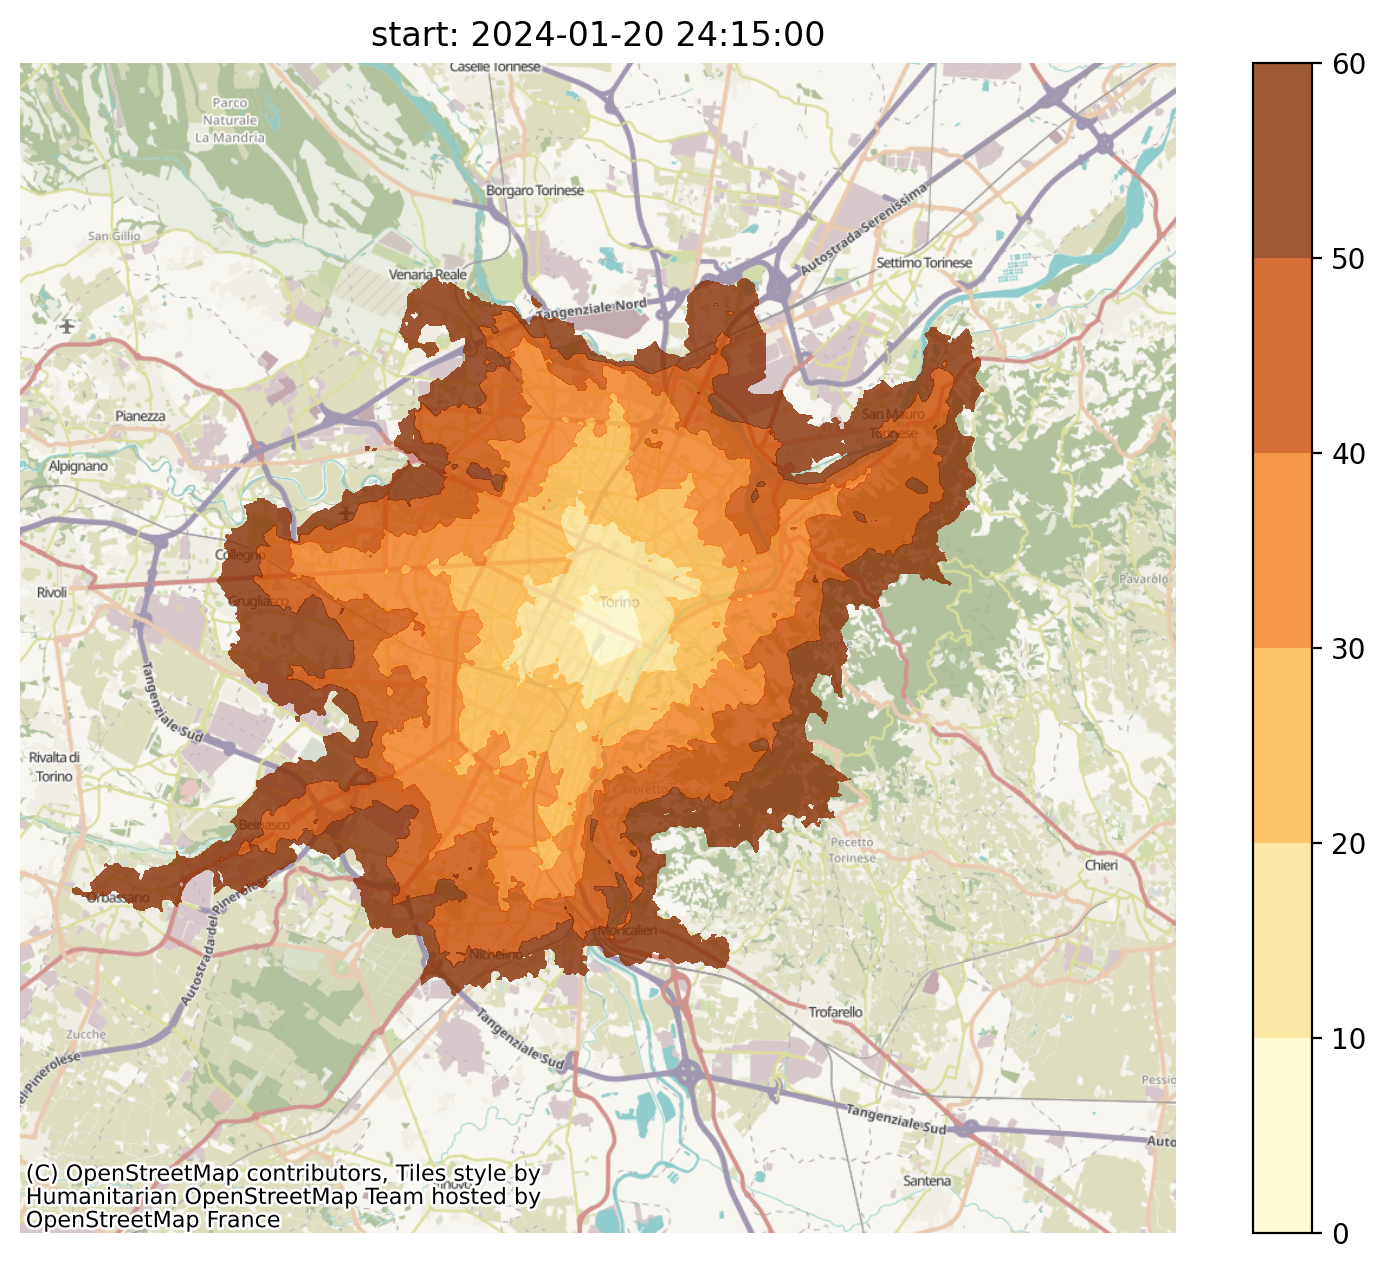 start: 2024-01-20 24:15:00
Caselle Torinese
Parco
Naturale
La Mandria
Borgaro Torinese
San Gillio
Autostrada Serenissima
Settimo Torinese
Venaria Reale
Tangenziale Nord
Pianezza
San Mauro
Torinese
Alpignano
Collegno
Pavarolo
Rivoli
Grugliasco
Torino
Tangenziale Sud
Rivalta di
Torino
Cavoretto
Beinasco
Pecetto
Torinese
Chieri
Orbassano
Autostrada del Pinerolese
Moncalieri
Nichelino
Trofarello
Zucche
Tangenziale Sud
Pinerolese
Pessio
Tangenziale Sud
Auto
Santena
(C) OpenStreetMap contributors, Tiles style by
Humanitarian OpenStreetMap Team hosted by
OpenStreetMap France
60
50
40
30
20
10
0